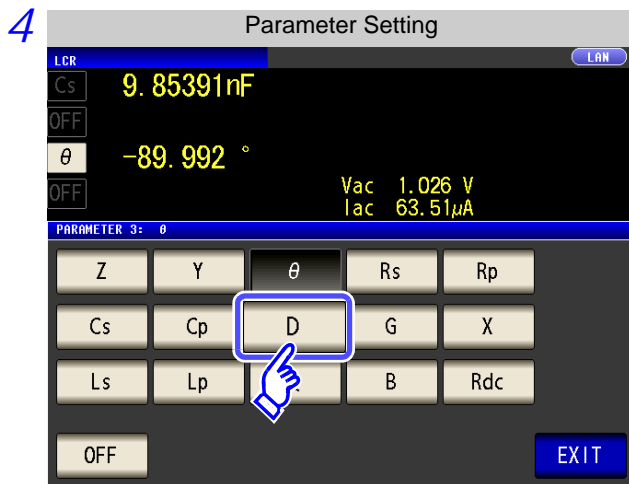 4 Parameter Setting
LCR LAN
Cs 9.85391nF
OFF
θ -89.992 °
OFF
Vac 1.026 V
Iac 63.51μA
PARAMETER 3: θ
Z Y θ Rs Rp
Cs Cp D G X
Ls Lp B Rdc
OFF EXIT